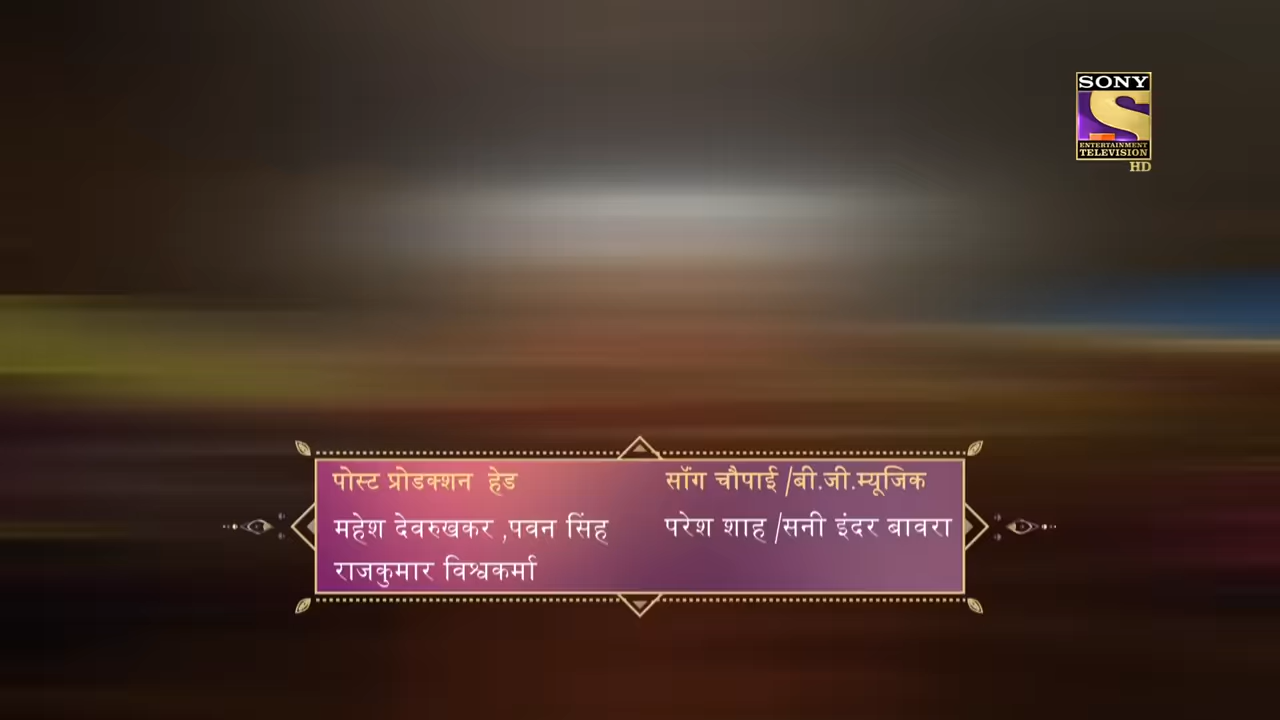 SONY
ENTERTAINMENT
TELEVISION
HD
पोस्ट प्रोडक्शन हेड
महेश देवरुखकर ,पवन सिंह
राजकुमार विश्वकर्मा
सॉंग चौपाई /बी.जी.म्यूजिक
परेश शाह /सनी इंदर बावरा